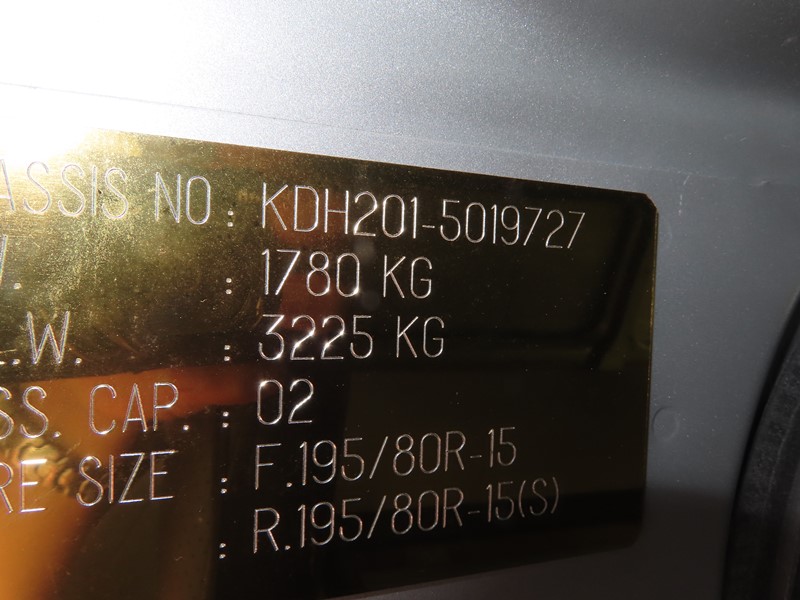 ASSIS NO : KDH201-5019727
. : 1780 KG
L.W. : 3225 KG
SS. CAP. : 02
RE SIZE : F.195/80R-15
: R.195/80R-15(S)